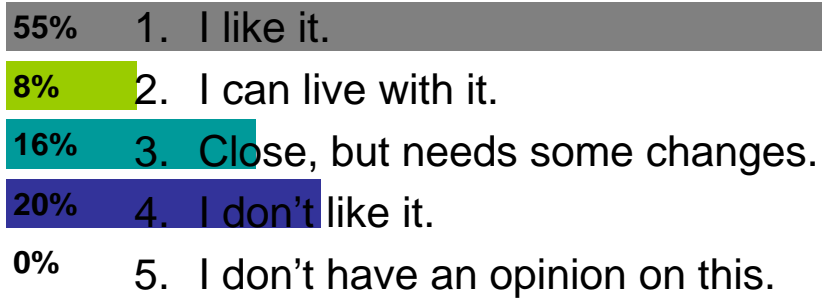 55% 1. I like it.
8% 2. I can live with it.
16% 3. Close, but needs some changes.
20% 4. I don't like it.
0% 5. I don't have an opinion on this.